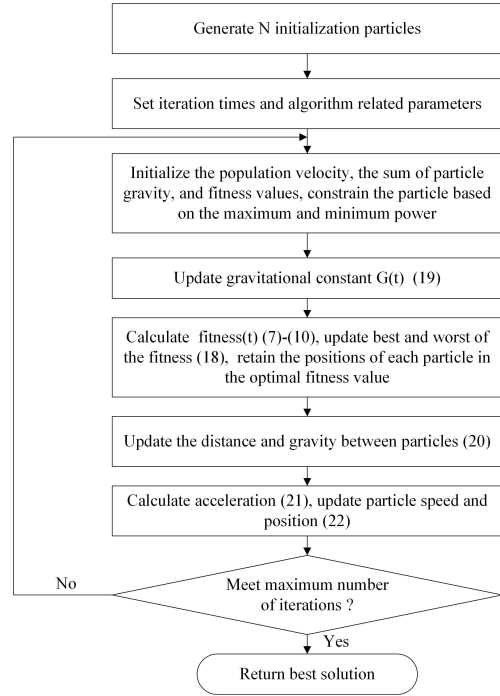 Generate N initialization particles
Set iteration times and algorithm related parameters
Initialize the population velocity, the sum of particle
gravity, and fitness values, constrain the particle based
on the maximum and minimum power
Update gravitational constant G(t) (19)
Calculate fitness(t) (7)-(10), update best and worst of
the fitness (18), retain the positions of each particle in
the optimal fitness value
Update the distance and gravity between particles (20)
Calculate acceleration (21), update particle speed and
position (22)
No
Meet maximum number
of iterations ?
Yes
Return best solution